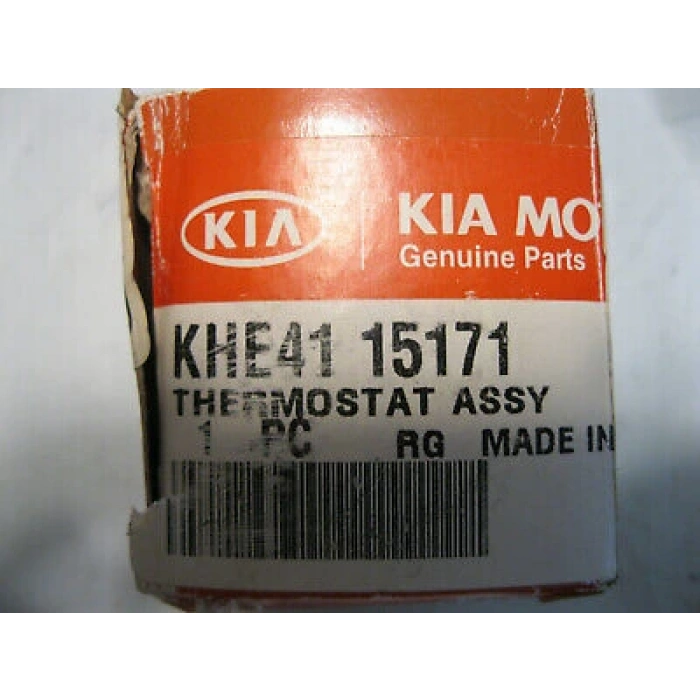 KIA
KIA MO
Genuine Parts
KHE41 15171
THERMOSTAT ASSY
1 PC RG MADE IN